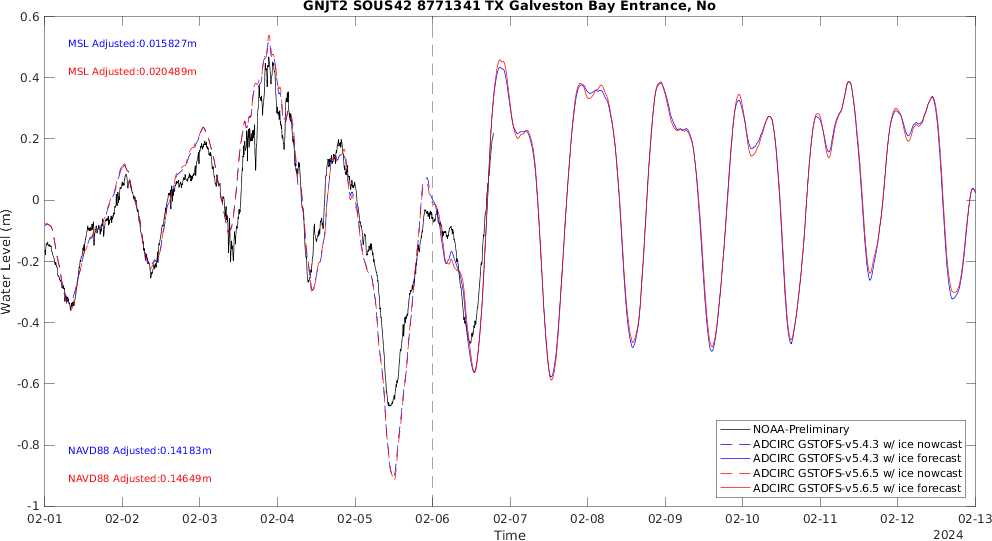 GNJT2 SOUS42 8771341 TX Galveston Bay Entrance, No
0.6
MSL Adjusted:0.015827m
MSL Adjusted:0.020489m
0.4
0.2
0
-0.2
-0.4
-0.6
-0.8
-1
Water Level (m)
NAVD88 Adjusted:0.14183m
NAVD88 Adjusted:0.14649m
NOAA-Preliminary
ADCIRC GSTOFS-v5.4.3 w/ ice nowcast
ADCIRC GSTOFS-v5.4.3 w/ ice forecast
ADCIRC GSTOFS-v5.6.5 w/ ice nowcast
ADCIRC GSTOFS-v5.6.5 w/ ice forecast
02-01 02-02 02-03 02-04 02-05 02-06 02-07 02-08 02-09 02-10 02-11 02-12 02-13
Time
2024